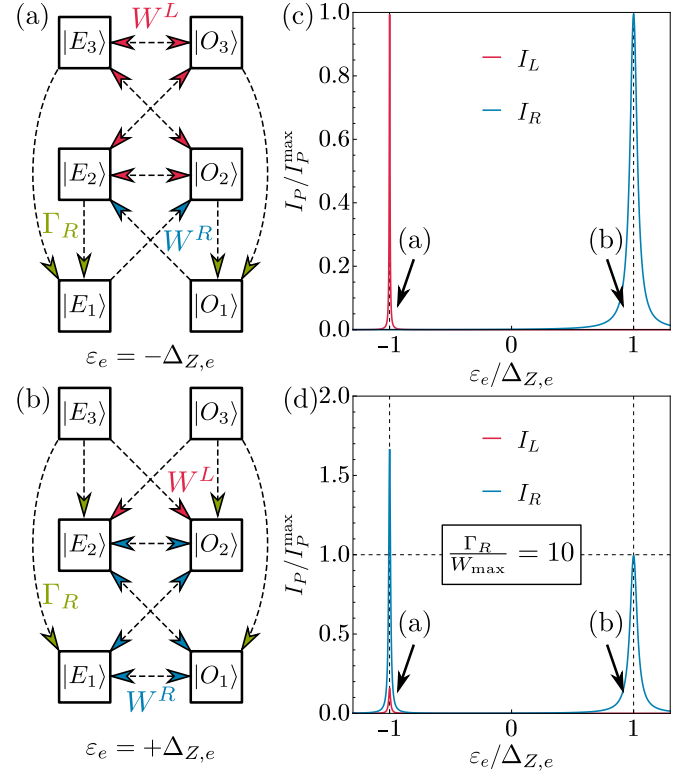 (a)
W^L
|E_3⟩
|O_3⟩
|E_2⟩
|O_2⟩
Γ_R
W^R
|E_1⟩
|O_1⟩
ε_e = −Δ_{Z,e}
(b)
|E_3⟩
|O_3⟩
W^L
|E_2⟩
|O_2⟩
Γ_R
|E_1⟩
|O_1⟩
W^R
ε_e = +Δ_{Z,e}
(c)
1.0
0.8
0.6
0.4
0.2
0.0
I_P/I_P^max
I_L
I_R
(a)
(b)
−1
0
1
ε_e/Δ_{Z,e}
(d)
2.0
1.5
1.0
0.5
0.0
I_P/I_P^max
I_L
I_R
Γ_R/W_max = 10
(a)
(b)
−1
0
1
ε_e/Δ_{Z,e}